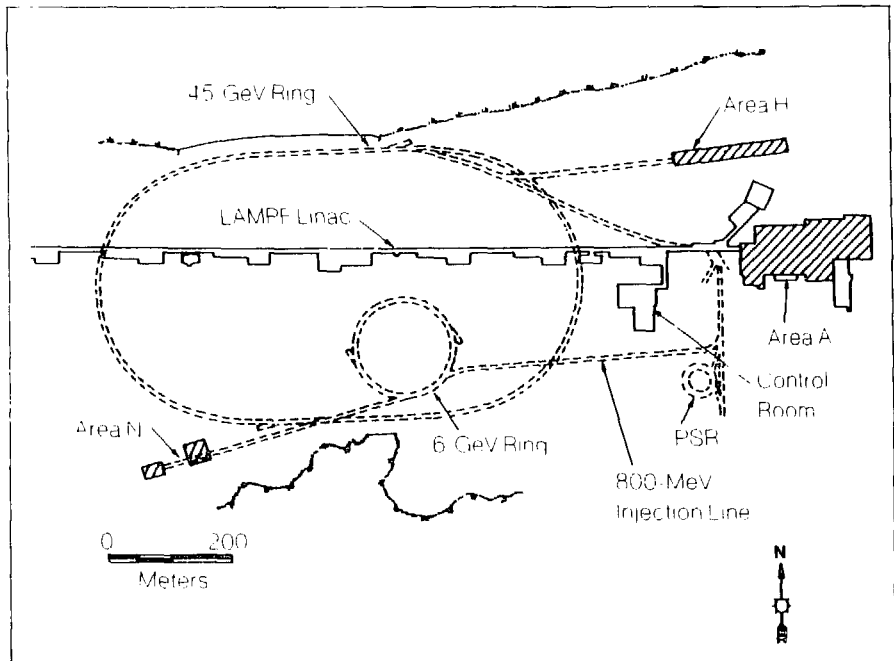 45 GeV Ring
Area H
LAMPF Linac
Area A
Control
Room
PSR
Area N
6 GeV Ring
800-MeV
Injection Line
0 200
Meters
N